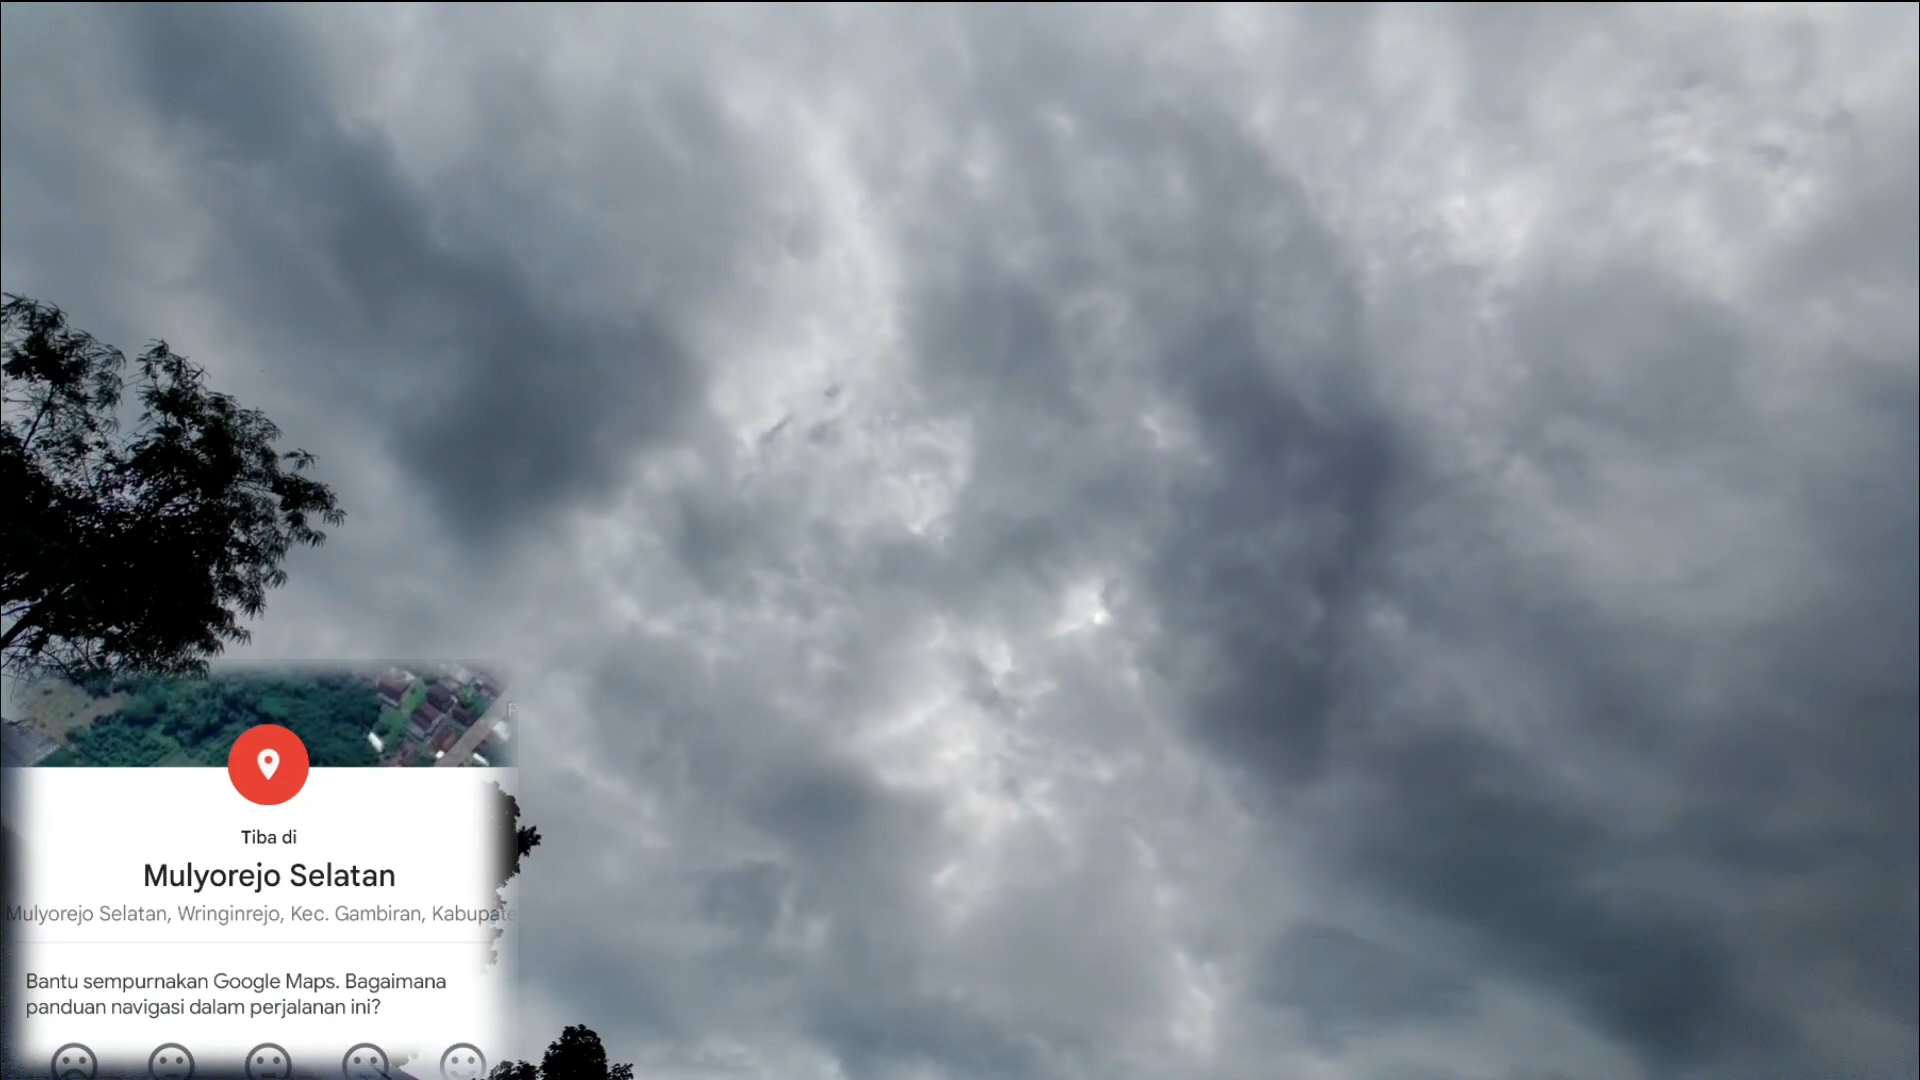 Tiba di
Mulyorejo Selatan
Mulyorejo Selatan, Wringinrejo, Kec. Gambiran, Kabupate
Bantu sempurnakan Google Maps. Bagaimana
panduan navigasi dalam perjalanan ini?